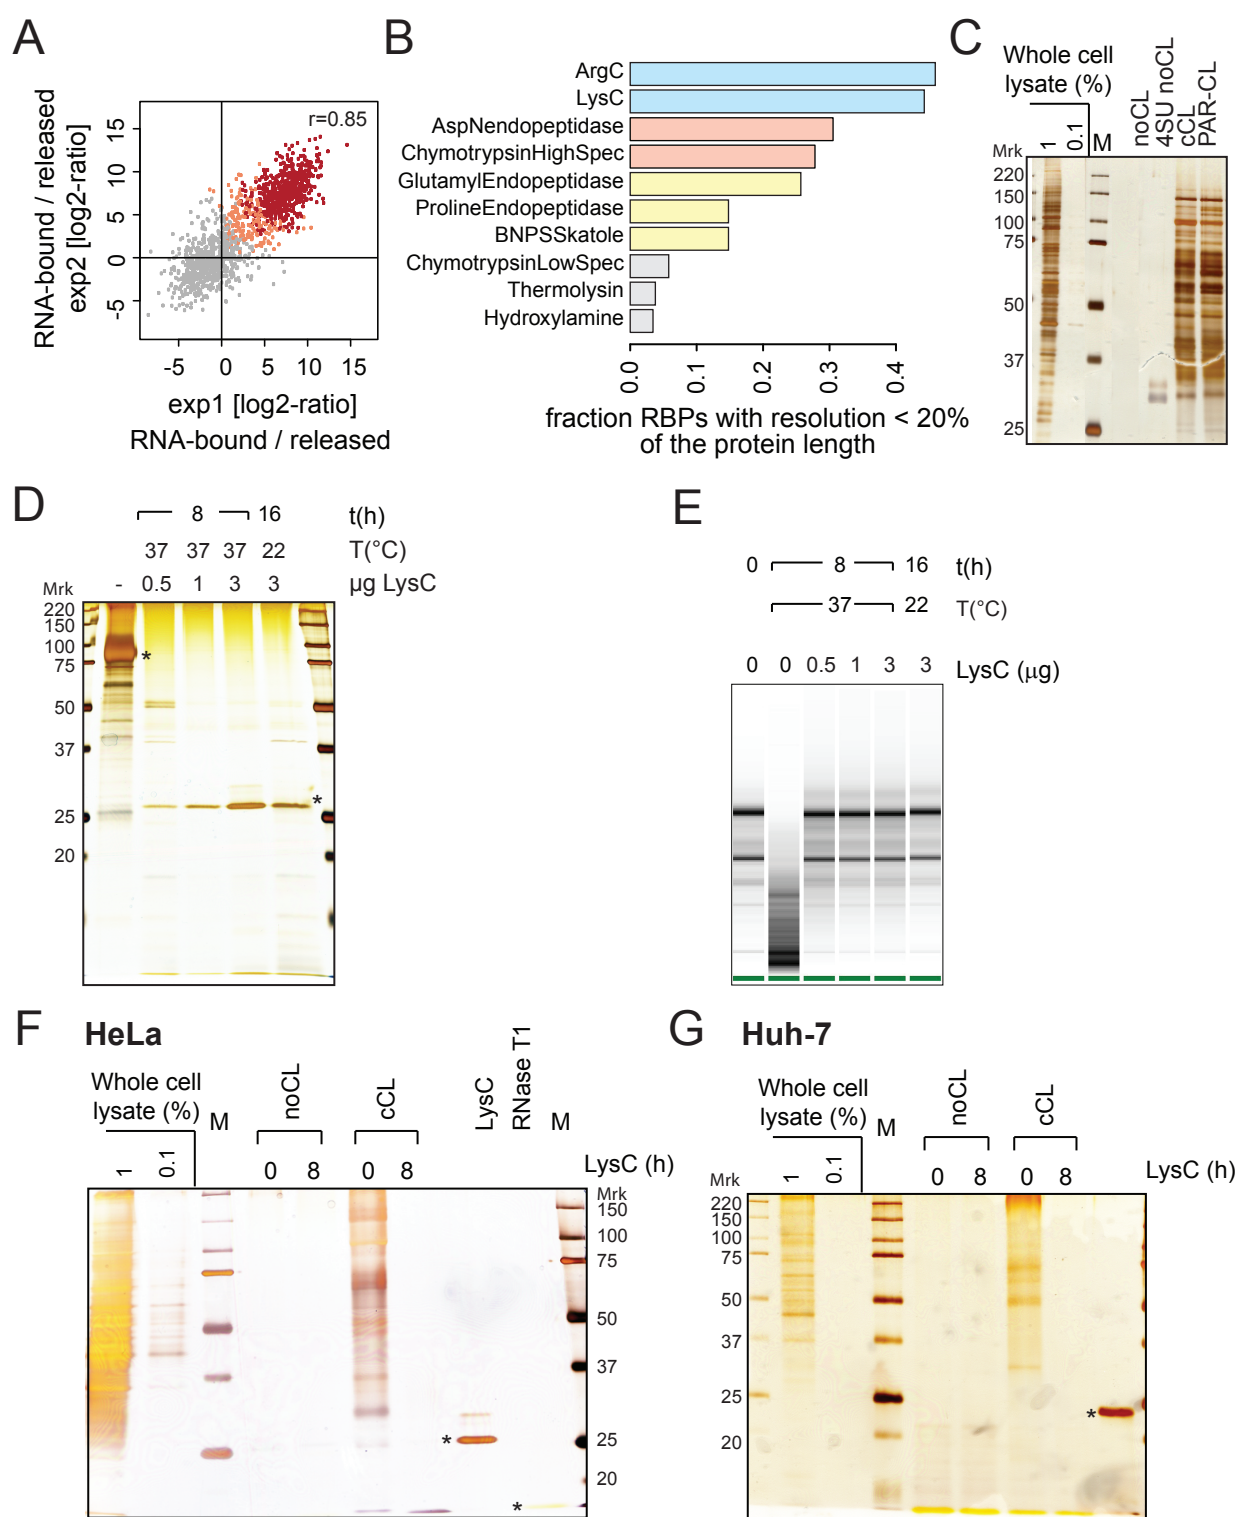 A
RNA-bound / released
exp2 [log2-ratio]
15
10
5
0
-5
r=0.85
-5 0 5 10 15
exp1 [log2-ratio]
RNA-bound / released
B
ArgC
LysC
AspNendopeptidase
ChymotrypsinHighSpec
GlutamylEndopeptidase
ProlineEndopeptidase
BNPSSkatole
ChymotrypsinLowSpec
Thermolysin
Hydroxylamine
0.0 0.1 0.2 0.3 0.4
fraction RBPs with resolution < 20%
of the protein length
C
Whole cell
lysate (%)
1 0.1 M noCL 4SU noCL cCL PAR-CL
Mrk
220
150
100
75
50
37
25
D
8 16 t(h)
37 37 37 22 T(°C)
- 0.5 1 3 3 µg LysC
Mrk
220
150
100
75
*
50
37
*
25
20
E
0 8 16 t(h)
37 22 T(°C)
0 0 0.5 1 3 3 LysC (µg)
F HeLa
Whole cell
lysate (%)
M noCL cCL LysC RNase T1 M
1 0.1 0 8 0 8 LysC (h)
Mrk
150
100
75
50
37
* 25
20
*
G Huh-7
Whole cell
lysate (%)
M noCL cCL
1 0.1 0 8 0 8 LysC (h)
Mrk
220
150
100
75
50
37
25
*
20